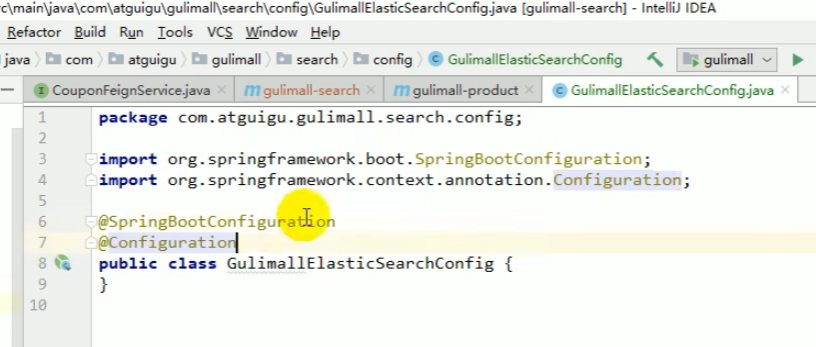 rc\main\java\com\atguigu\gulimall\search\config\GulimallElasticSearchConfig.java [gulimall-search] - IntelliJ IDEA
Refactor Build Run Tools VCS Window Help
java com atguigu gulimall search config GulimallElasticSearchConfig gulimall
CouponFeignService.java gulimall-search gulimall-product GulimallElasticSearchConfig.java
1 package com.atguigu.gulimall.search.config;
2
3 import org.springframework.boot.SpringBootConfiguration;
4 import org.springframework.context.annotation.Configuration;
5
6 @SpringBootConfiguration
7 @Configuration
8 public class GulimallElasticSearchConfig {
9 }
10